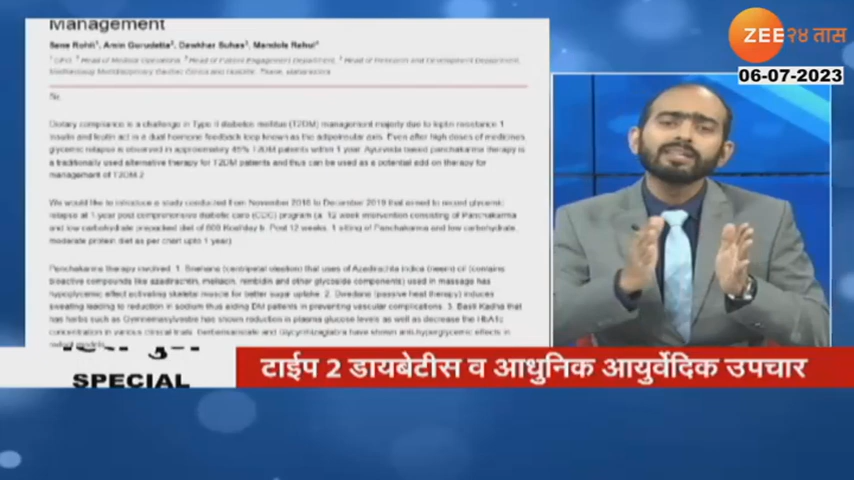 Management
Sane Rohit¹, Amin Gurudatta², Dawkhar Suhas³, Mandole Rahul⁴
Dietary compliance is a challenge in Type II diabetes mellitus (T2DM) management majorly due to leptin resistance 1
insulin and leptin act in a dual hormone feedback loop known as the adipoinsular axis. Even after high doses of medicines
glycemic relapse is observed in approximately 45% T2DM patients within 1 year. Ayurveda based panchakarma therapy is
a traditionally used alternative therapy for T2DM patients and thus can be used as a potential add on therapy for
management of T2DM.2
We would like to introduce a study conducted from November 2016 to December 2019 that aimed to record glycemic
relapse at 1 year post comprehensive diabetic care (CDC) program (a 12 week intervention consisting of Panchakarma
and low carbohydrate prepacked diet of 800 Kcal/day b. Post 12 weeks, 1 sitting of Panchakarma and low carbohydrate,
moderate protein diet as per chart upto 1 year)
Panchakarma therapy involved 1. Snehana (centripetal oleation) that uses of Azadirachta indica (neem) oil (contains
bioactive compounds like azadirachtin, meliacin, nimbidin and other glycoside components) used in massage has
hypoglycemic effect activating skeletal muscle for better sugar uptake. 2. Swedana (passive heat therapy) induces
sweating leading to reduction in sodium thus aiding DM patients in preventing vascular complications. 3. Basti Kadha that
has herbs such as Gymnemasylvestre has shown reduction in plasma glucose levels as well as decrease the HbA1c
concentration in various clinical trials. and Glycyrrhizaglabra have shown anti-hyperglycemic effects in
ZEE २४ तास
06-07-2023
SPECIAL
टाईप 2 डायबेटीस व आधुनिक आयुर्वेदिक उपचार